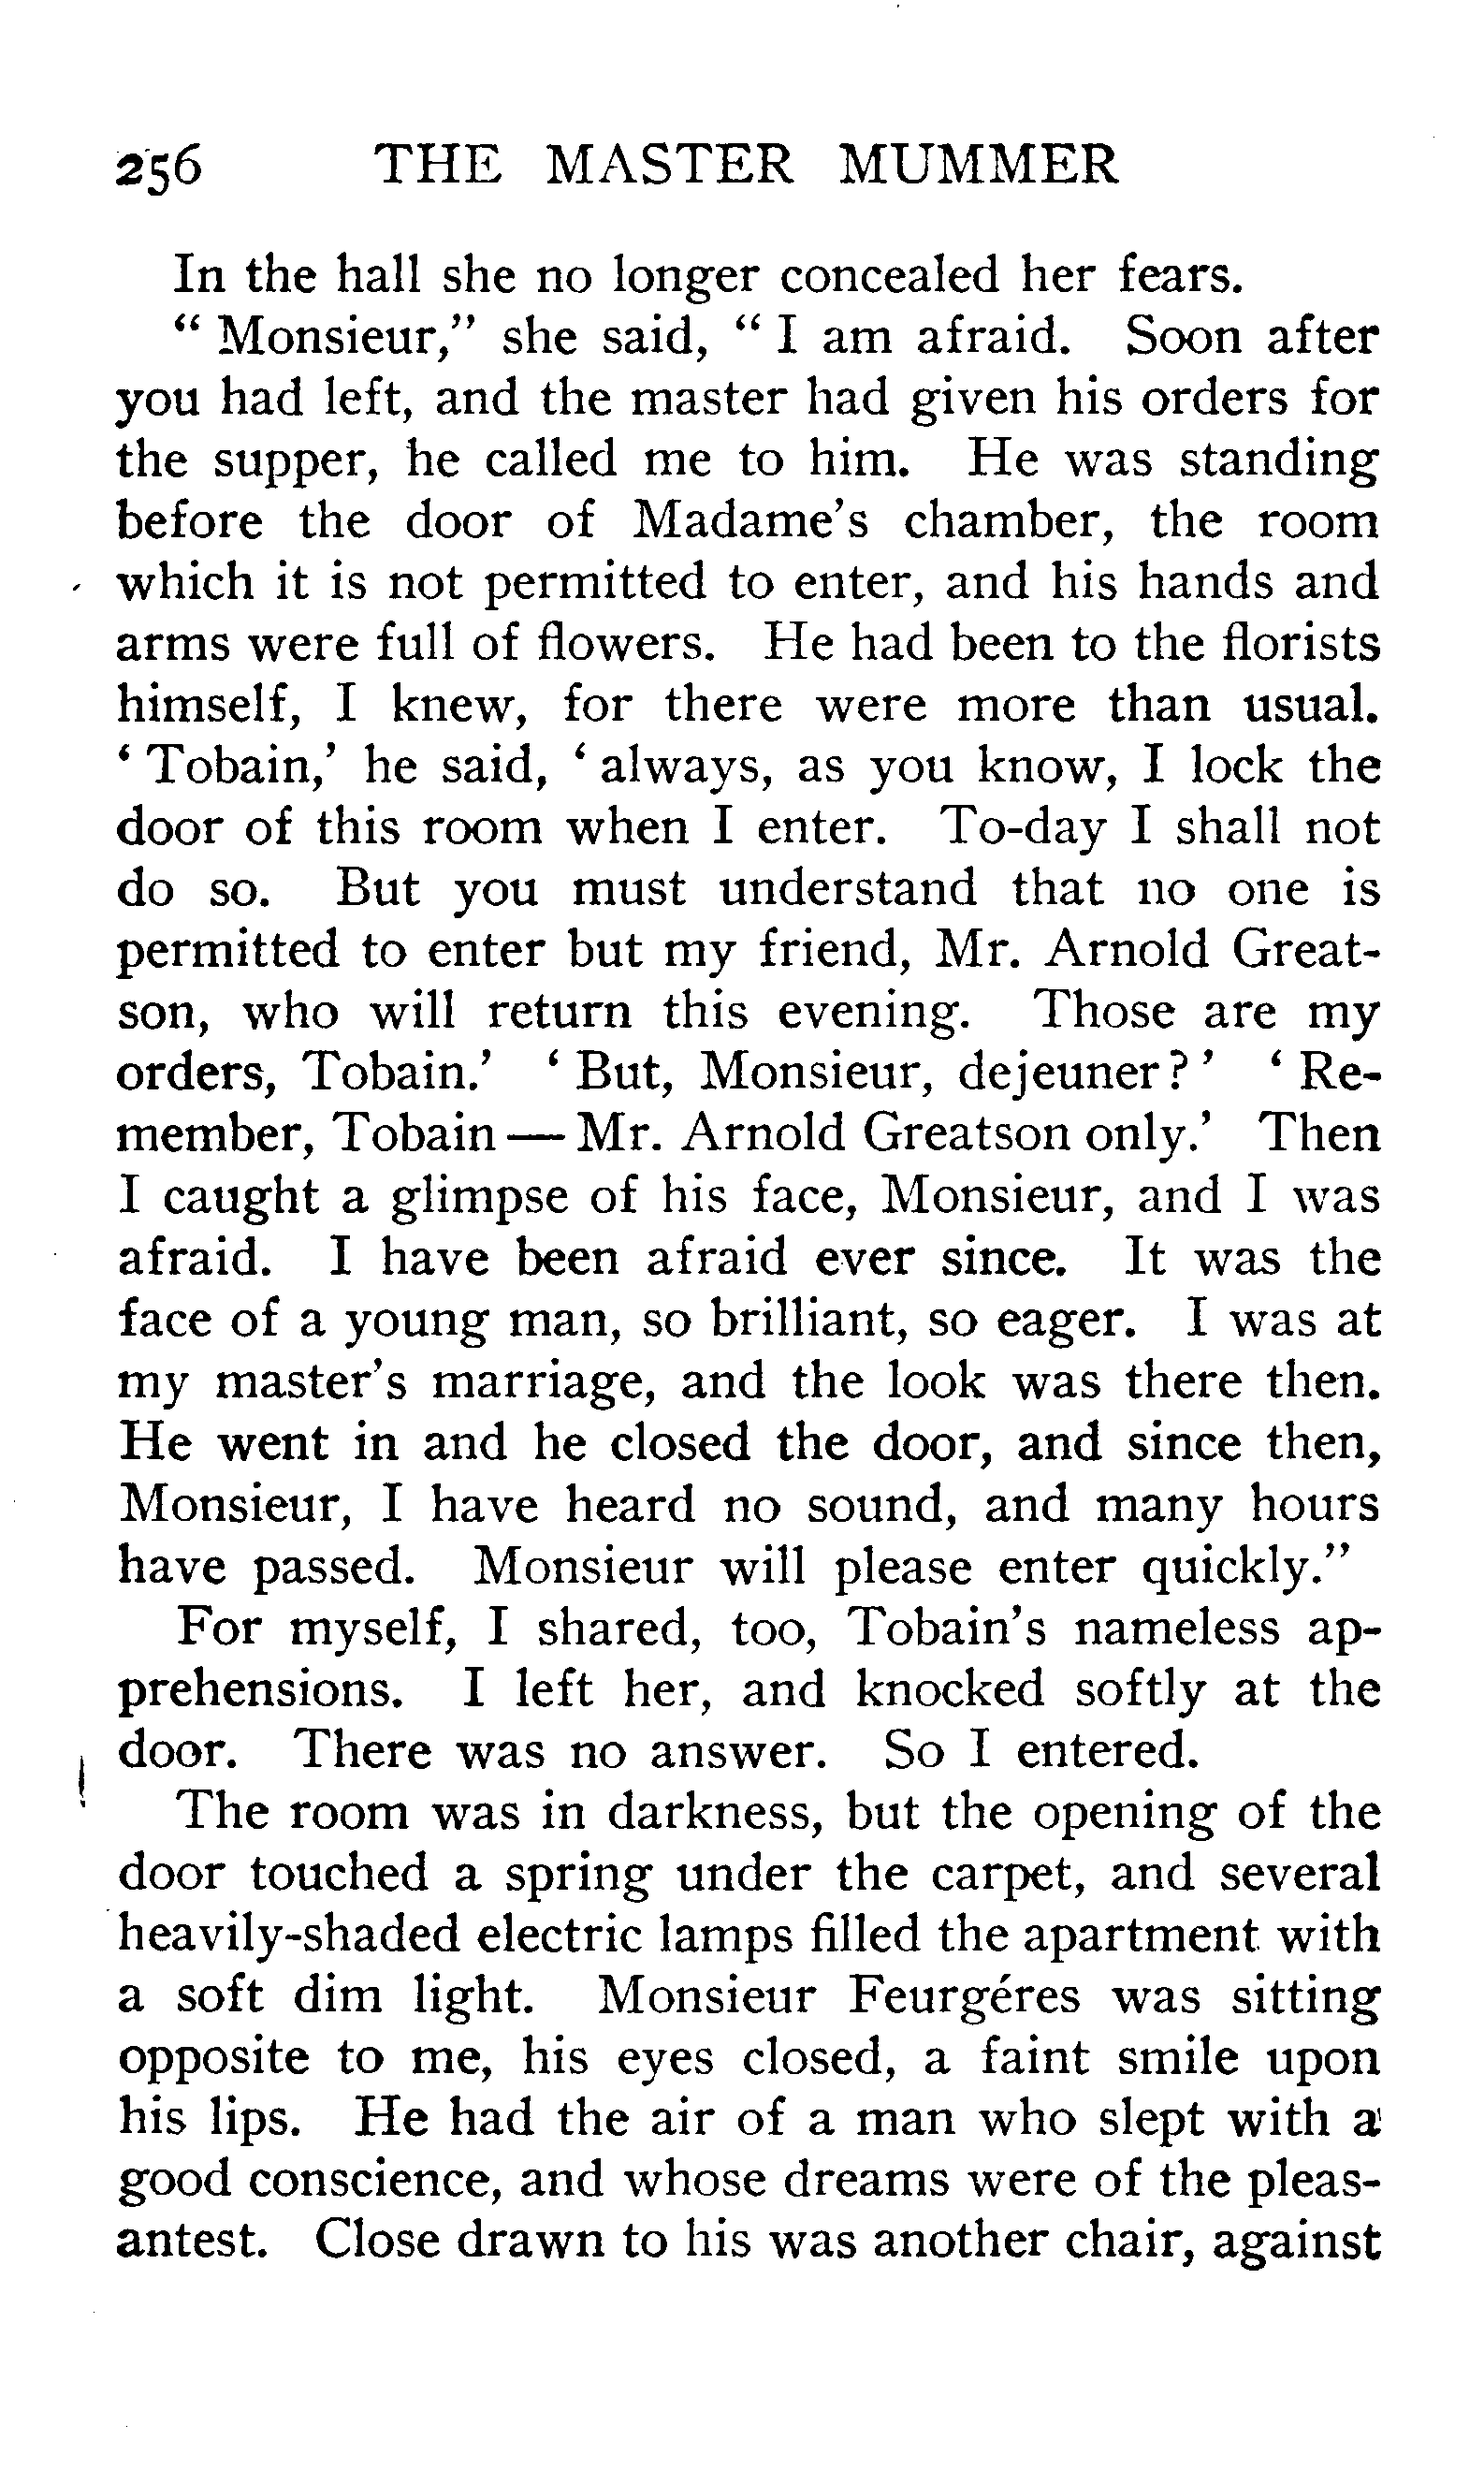 256 THE MASTER MUMMER
In the hall she no longer concealed her fears.
" Monsieur," she said, " I am afraid. Soon after
you had left, and the master had given his orders for
the supper, he called me to him. He was standing
before the door of Madame's chamber, the room
which it is not permitted to enter, and his hands and
arms were full of flowers. He had been to the florists
himself, I knew, for there were more than usual.
' Tobain,' he said, ' always, as you know, I lock the
door of this room when I enter. To-day I shall not
do so. But you must understand that no one is
permitted to enter but my friend, Mr. Arnold Great-
son, who will return this evening. Those are my
orders, Tobain.' ' But, Monsieur, dejeuner? ' ' Re-
member, Tobain — Mr. Arnold Greatson only.' Then
I caught a glimpse of his face, Monsieur, and I was
afraid. I have been afraid ever since. It was the
face of a young man, so brilliant, so eager. I was at
my master's marriage, and the look was there then.
He went in and he closed the door, and since then,
Monsieur, I have heard no sound, and many hours
have passed. Monsieur will please enter quickly."
For myself, I shared, too, Tobain's nameless ap-
prehensions. I left her, and knocked softly at the
door. There was no answer. So I entered.
The room was in darkness, but the opening of the
door touched a spring under the carpet, and several
heavily-shaded electric lamps filled the apartment with
a soft dim light. Monsieur Feurgéres was sitting
opposite to me, his eyes closed, a faint smile upon
his lips. He had the air of a man who slept with a
good conscience, and whose dreams were of the pleas-
antest. Close drawn to his was another chair, against